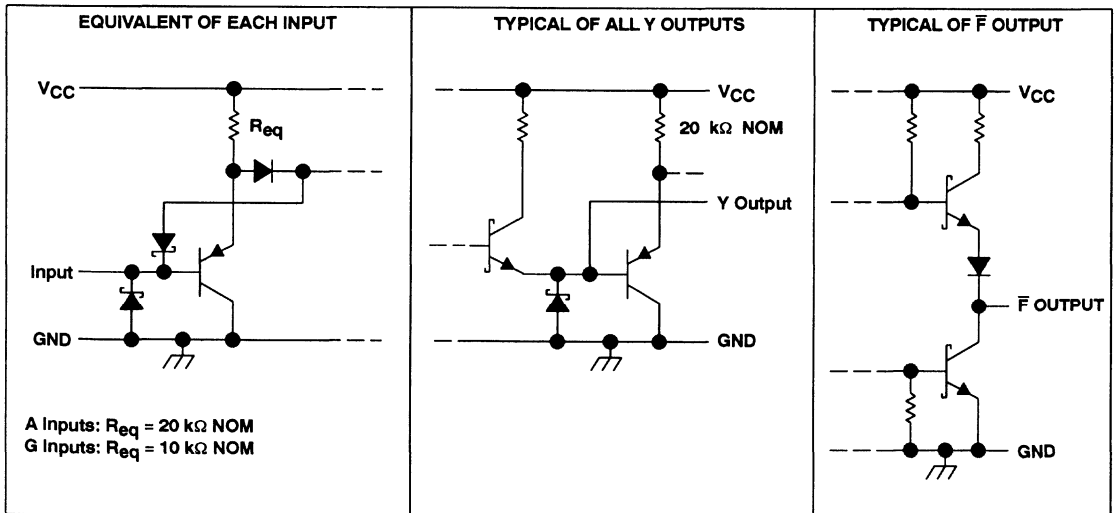 EQUIVALENT OF EACH INPUT
VCC
Req
Input
GND
A Inputs: Req = 20 kΩ NOM
G Inputs: Req = 10 kΩ NOM
TYPICAL OF ALL Y OUTPUTS
VCC
20 kΩ NOM
Y Output
GND
TYPICAL OF F̅ OUTPUT
VCC
F̅ OUTPUT
GND